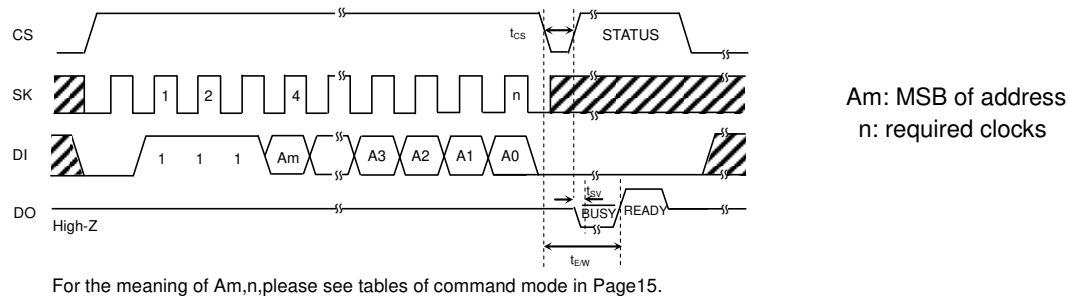 CS
tCS
STATUS
SK
1 2 4 n
Am: MSB of address
n: required clocks
DI
1 1 1 Am A3 A2 A1 A0
tSV
DO
BUSY READY
High-Z
tE/W
For the meaning of Am,n,please see tables of command mode in Page15.